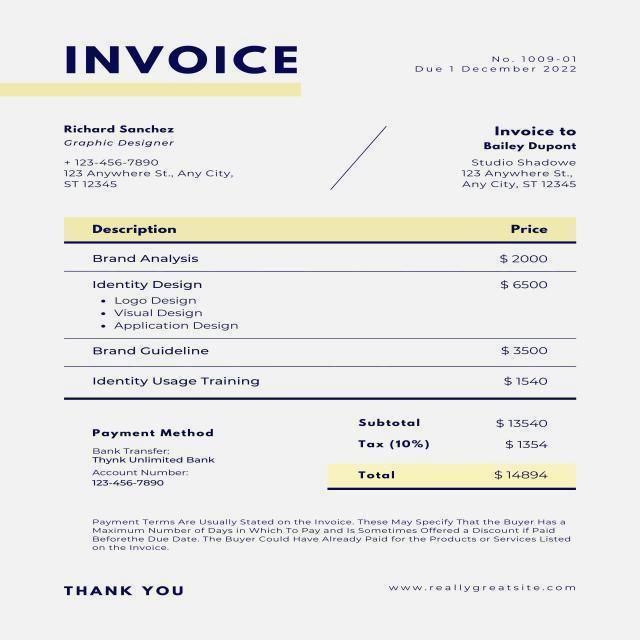 INVOICE
No. 1009-01
Due 1 December 2022
Richard Sanchez
Graphic Designer
+ 123-456-7890
123 Anywhere St., Any City,
ST 12345
Invoice to
Bailey Dupont
Studio Shadowe
123 Anywhere St.,
Any City, ST 12345
Description Price
Brand Analysis $ 2000
Identity Design $ 6500
• Logo Design
• Visual Design
• Application Design
Brand Guideline $ 3500
Identity Usage Training $ 1540
Subtotal $ 13540
Tax (10%) $ 1354
Total $ 14894
Payment Method
Bank Transfer:
Thynk Unlimited Bank
Account Number:
123-456-7890
Payment Terms Are Usually Stated on the Invoice. These May Specify That the Buyer Has a
Maximum Number of Days in Which To Pay and Is Sometimes Offered a Discount if Paid
Beforethe Due Date. The Buyer Could Have Already Paid for the Products or Services Listed
on the Invoice.
THANK YOU
www.reallygreatsite.com